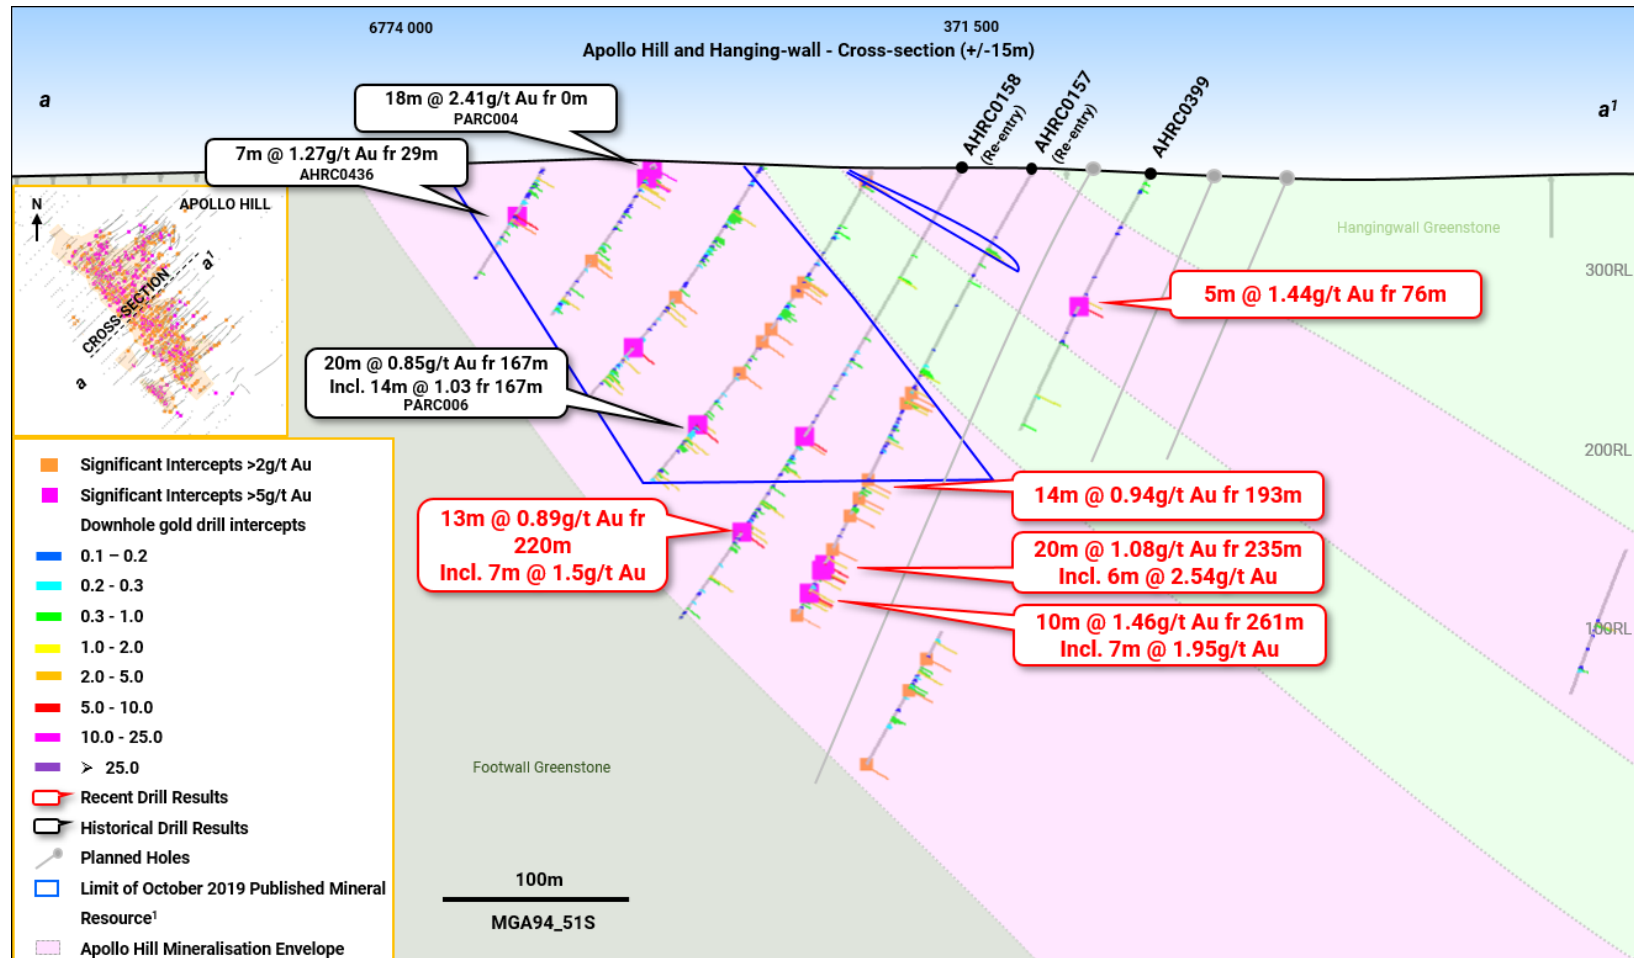 6774 000
371 500
Apollo Hill and Hanging-wall - Cross-section (+/-15m)
a
a¹
18m @ 2.41g/t Au fr 0m
PARC004
7m @ 1.27g/t Au fr 29m
AHRC0436
AHRC0158
(Re-entry)
AHRC0157
(Re-entry)
AHRC0399
N
APOLLO HILL
a¹
CROSS-SECTION
a
Hangingwall Greenstone
300RL
5m @ 1.44g/t Au fr 76m
20m @ 0.85g/t Au fr 167m
Incl. 14m @ 1.03 fr 167m
PARC006
200RL
14m @ 0.94g/t Au fr 193m
13m @ 0.89g/t Au fr
220m
Incl. 7m @ 1.5g/t Au
20m @ 1.08g/t Au fr 235m
Incl. 6m @ 2.54g/t Au
10m @ 1.46g/t Au fr 261m
Incl. 7m @ 1.95g/t Au
100RL
Footwall Greenstone
Significant Intercepts >2g/t Au
Significant Intercepts >5g/t Au
Downhole gold drill intercepts
0.1 – 0.2
0.2 - 0.3
0.3 - 1.0
1.0 - 2.0
2.0 - 5.0
5.0 - 10.0
10.0 - 25.0
➢ 25.0
Recent Drill Results
Historical Drill Results
Planned Holes
Limit of October 2019 Published Mineral
Resource¹
Apollo Hill Mineralisation Envelope
100m
MGA94_51S